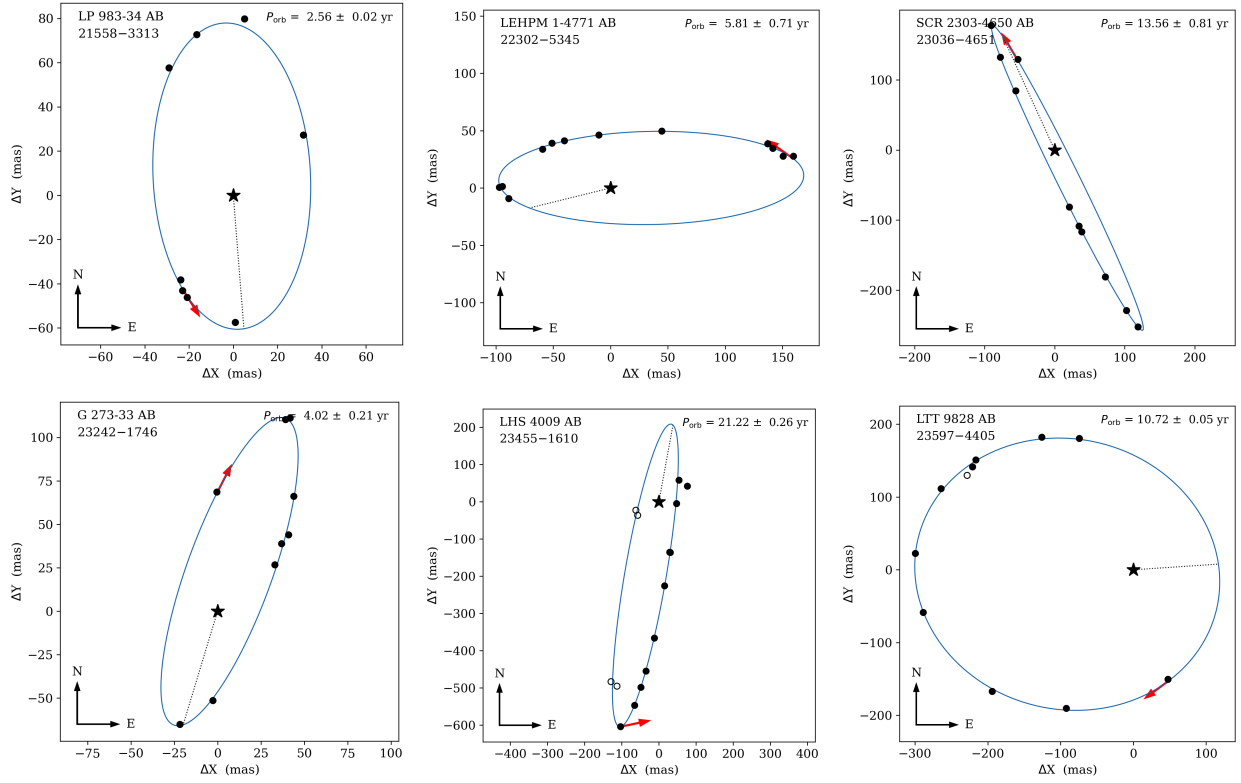 LP 983-34 AB
21558−3313
P_orb = 2.56 ± 0.02 yr
80
60
40
20
0
−20
−40
−60
ΔY (mas)
N
E
−60
−40
−20
0
20
40
60
ΔX (mas)
LEHPM 1-4771 AB
22302−5345
P_orb = 5.81 ± 0.71 yr
150
100
50
0
−50
−100
ΔY (mas)
N
E
−100
−50
0
50
100
150
ΔX (mas)
SCR 2303-4650 AB
23036−4651
P_orb = 13.56 ± 0.81 yr
100
0
−100
−200
ΔY (mas)
N
E
−200
−100
0
100
200
ΔX (mas)
G 273-33 AB
23242−1746
P_orb = 4.02 ± 0.21 yr
100
75
50
25
0
−25
−50
ΔY (mas)
N
E
−75
−50
−25
0
25
50
75
100
ΔX (mas)
LHS 4009 AB
23455−1610
P_orb = 21.22 ± 0.26 yr
200
100
0
−100
−200
−300
−400
−500
−600
ΔY (mas)
N
E
−400
−300
−200
−100
0
100
200
300
400
ΔX (mas)
LTT 9828 AB
23597−4405
P_orb = 10.72 ± 0.05 yr
200
100
0
−100
−200
ΔY (mas)
N
E
−300
−200
−100
0
100
ΔX (mas)